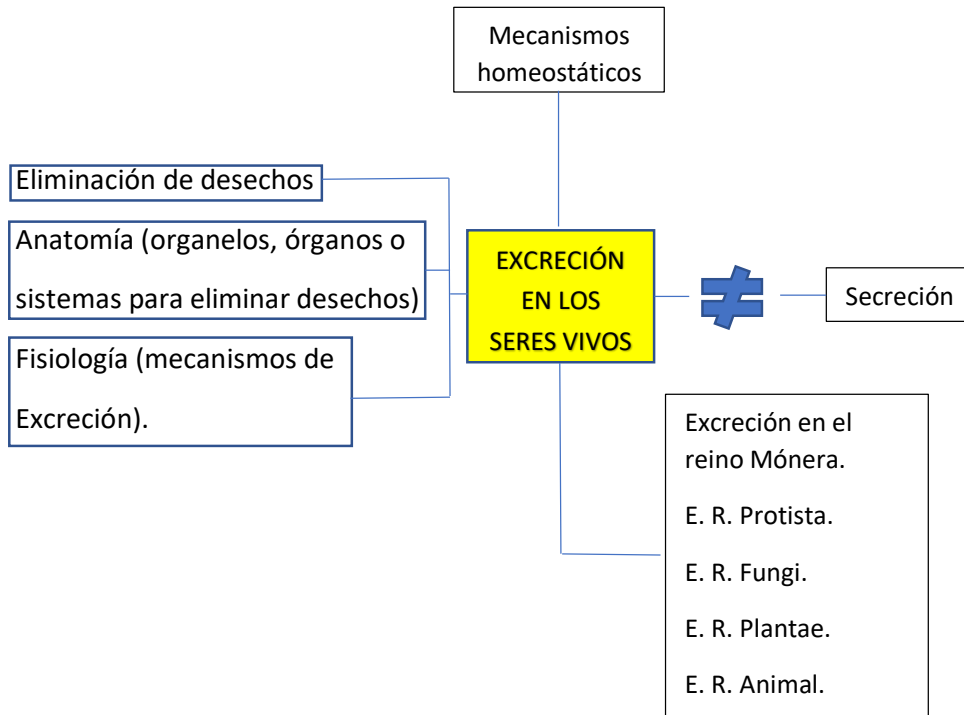 Mecanismos
homeostáticos
Eliminación de desechos
Anatomía (organelos, órganos o
sistemas para eliminar desechos)
Fisiología (mecanismos de
Excreción).
EXCRECIÓN
EN LOS
SERES VIVOS
Secreción
Excreción en el
reino Mónera.
E. R. Protista.
E. R. Fungi.
E. R. Plantae.
E. R. Animal.